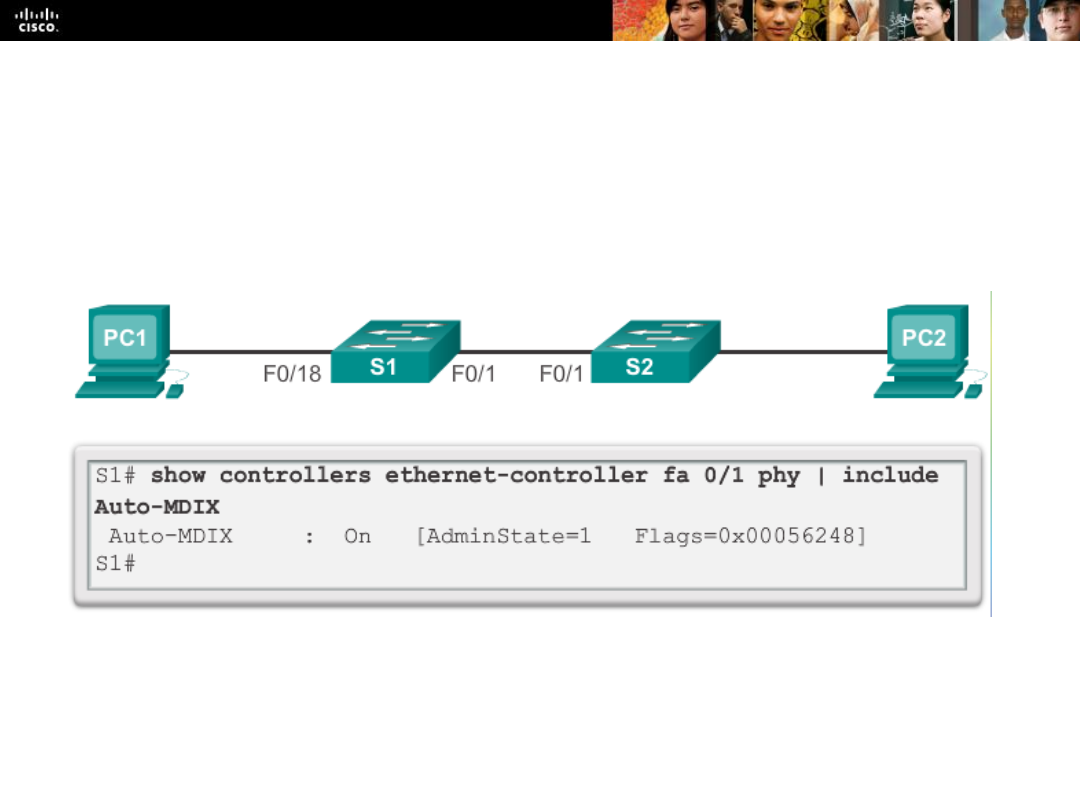 CISCO.
PC1
PC2
S1
S2
F0/18
F0/1
F0/1
S1# show controllers ethernet-controller fa 0/1 phy | include
Auto-MDIX
Auto-MDIX : On [AdminState=1 Flags=0x00056248]
S1#